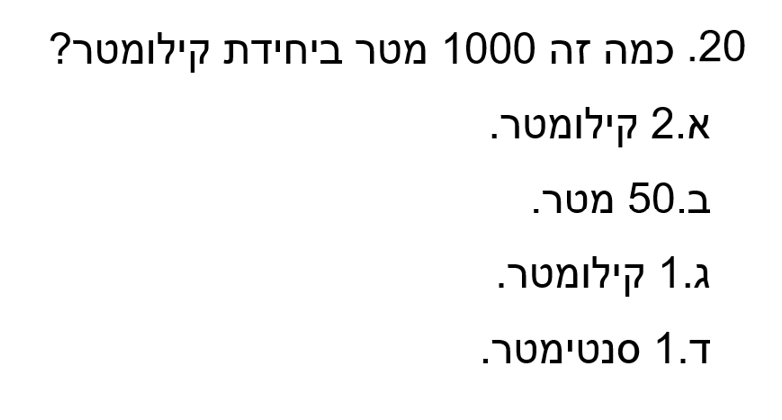 20. כמה זה 1000 מטר ביחידת קילומטר?
א.2 קילומטר.
ב.50 מטר.
ג.1 קילומטר.
ד.1 סנטימטר.